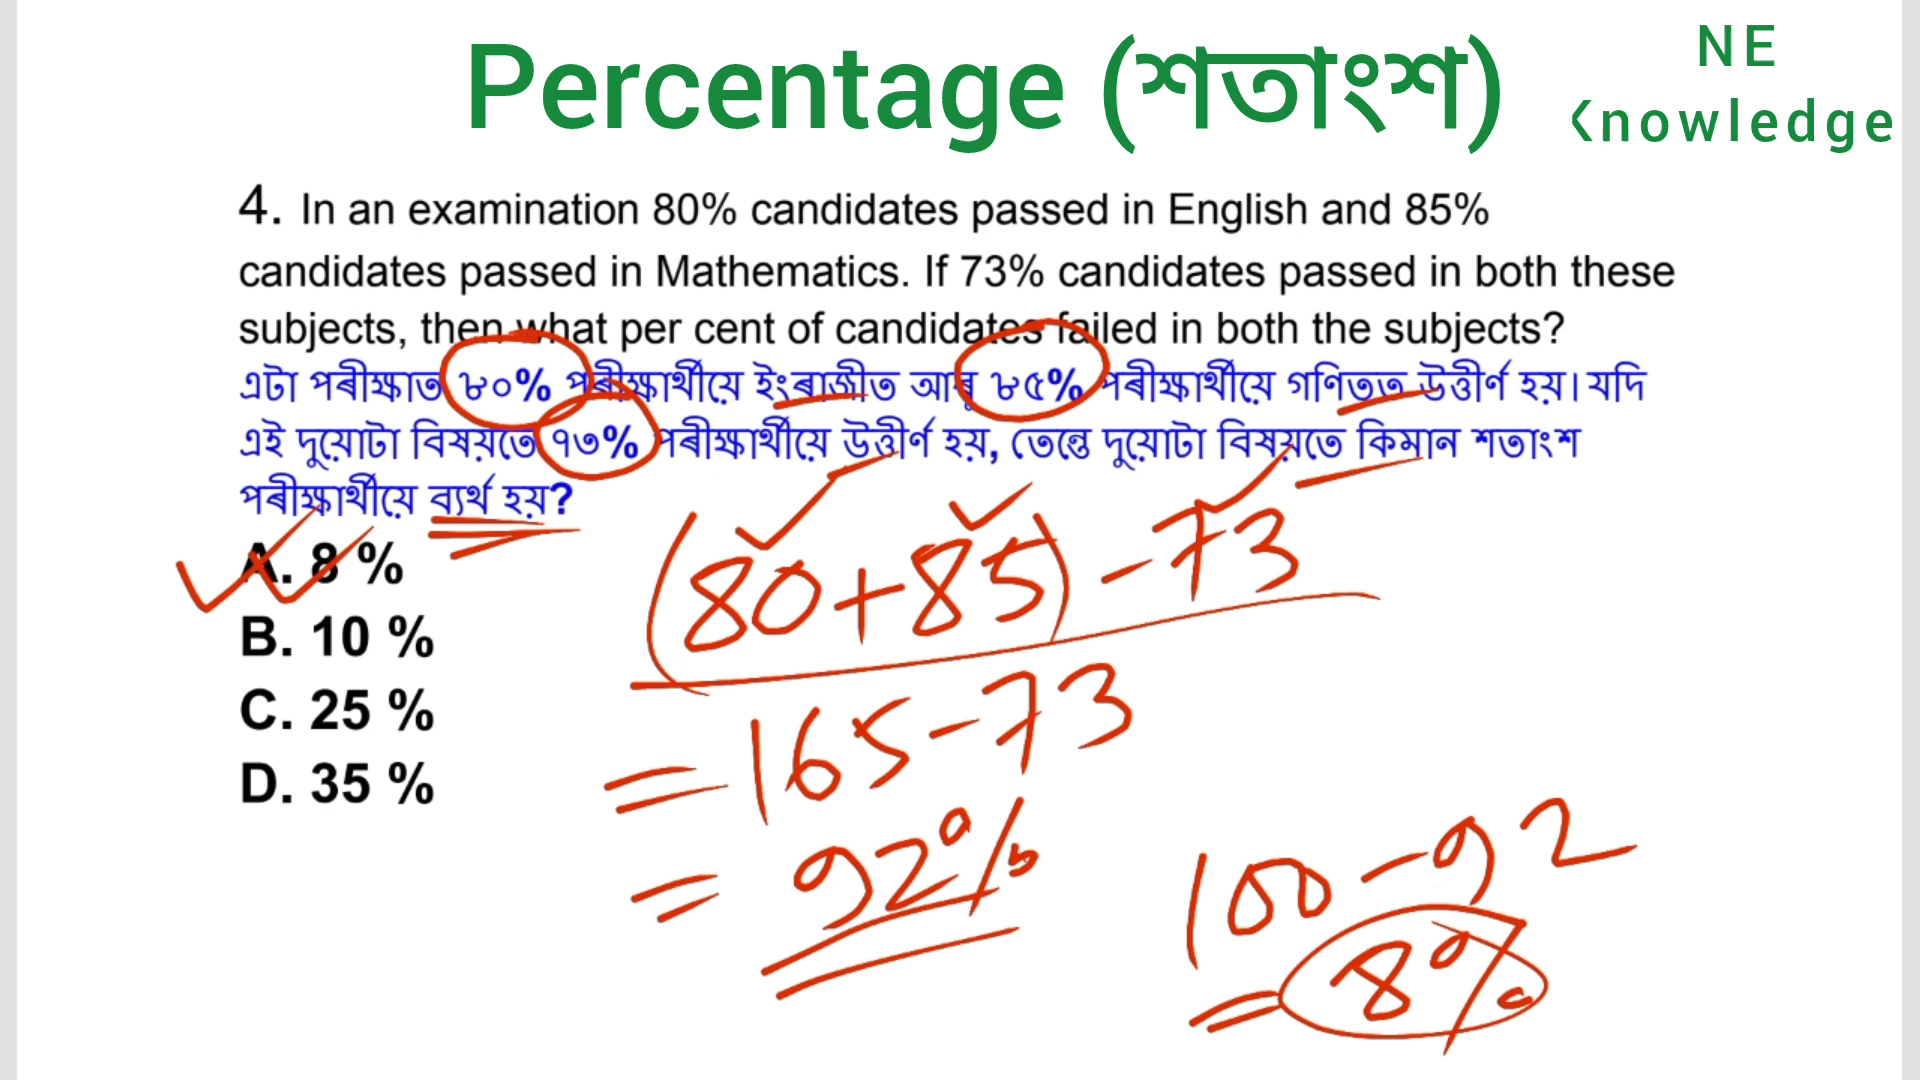 Percentage (শতাংশ)
NE
Knowledge
4. In an examination 80% candidates passed in English and 85%
candidates passed in Mathematics. If 73% candidates passed in both these
subjects, then what per cent of candidates failed in both the subjects?
এটা পৰীক্ষাত ৮০% পৰীক্ষাৰ্থীয়ে ইংৰাজীত আৰু ৮৫% পৰীক্ষাৰ্থীয়ে গণিতত উত্তীৰ্ণ হয়। যদি
এই দুয়োটা বিষয়তে ৭৩% পৰীক্ষাৰ্থীয়ে উত্তীৰ্ণ হয়, তেন্তে দুয়োটা বিষয়তে কিমান শতাংশ
পৰীক্ষাৰ্থীয়ে ব্যৰ্থ হয়?
A. 8 %
B. 10 %
C. 25 %
D. 35 %
(80+85)-73
=165-73
= 92%
100-92
= 8%